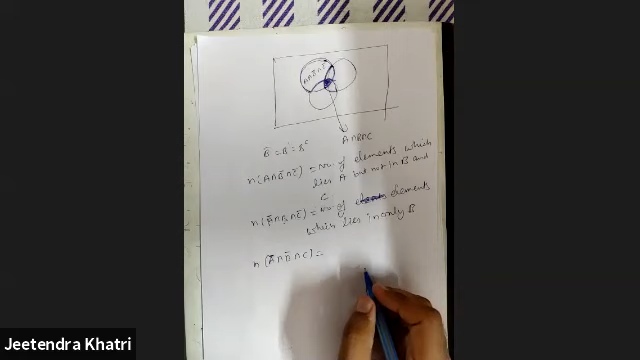 A∩B̅∩C̅
A∩B∩C
B̅ = B' = Bᶜ
n(A∩B̅∩C̅) = No. of elements which
lies A but not in B and
C
n(A̅∩B∩C̅) = No. of elements
which lies in only B
n(A̅∩B̅∩C) =
Jeetendra Khatri